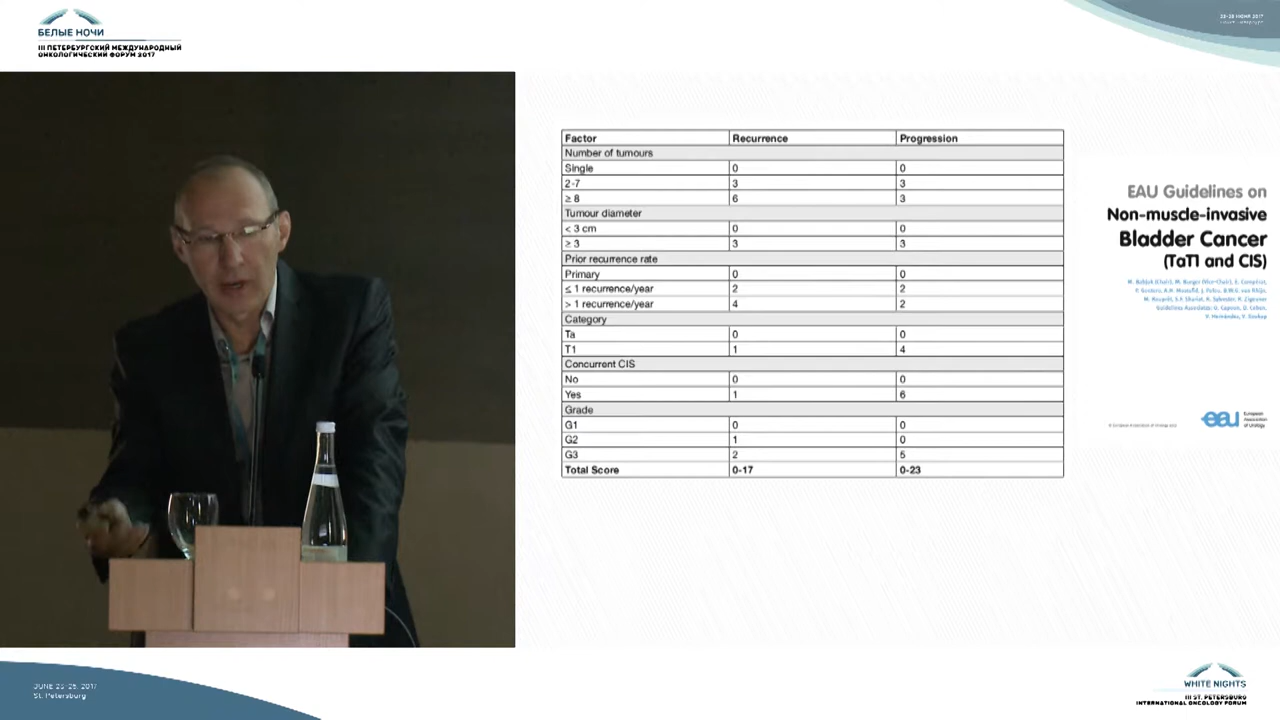 БЕЛЫЕ НОЧИ
III ПЕТЕРБУРГСКИЙ МЕЖДУНАРОДНЫЙ
ОНКОЛОГИЧЕСКИЙ ФОРУМ 2017
Factor Recurrence Progression
Number of tumours
Single 0 0
2-7 3 3
≥ 8 6 3
Tumour diameter
< 3 cm 0 0
≥ 3 3 3
Prior recurrence rate
Primary 0 0
≤ 1 recurrence/year 2 2
> 1 recurrence/year 4 2
Category
Ta 0 0
T1 1 4
Concurrent CIS
No 0 0
Yes 1 6
Grade
G1 0 0
G2 1 0
G3 2 5
Total Score 0-17 0-23
EAU Guidelines on
Non-muscle-invasive
Bladder Cancer
(TaT1 and CIS)
eau
European
Association
of Urology
St. Petersburg
WHITE NIGHTS
III ST. PETERSBURG
INTERNATIONAL ONCOLOGY FORUM